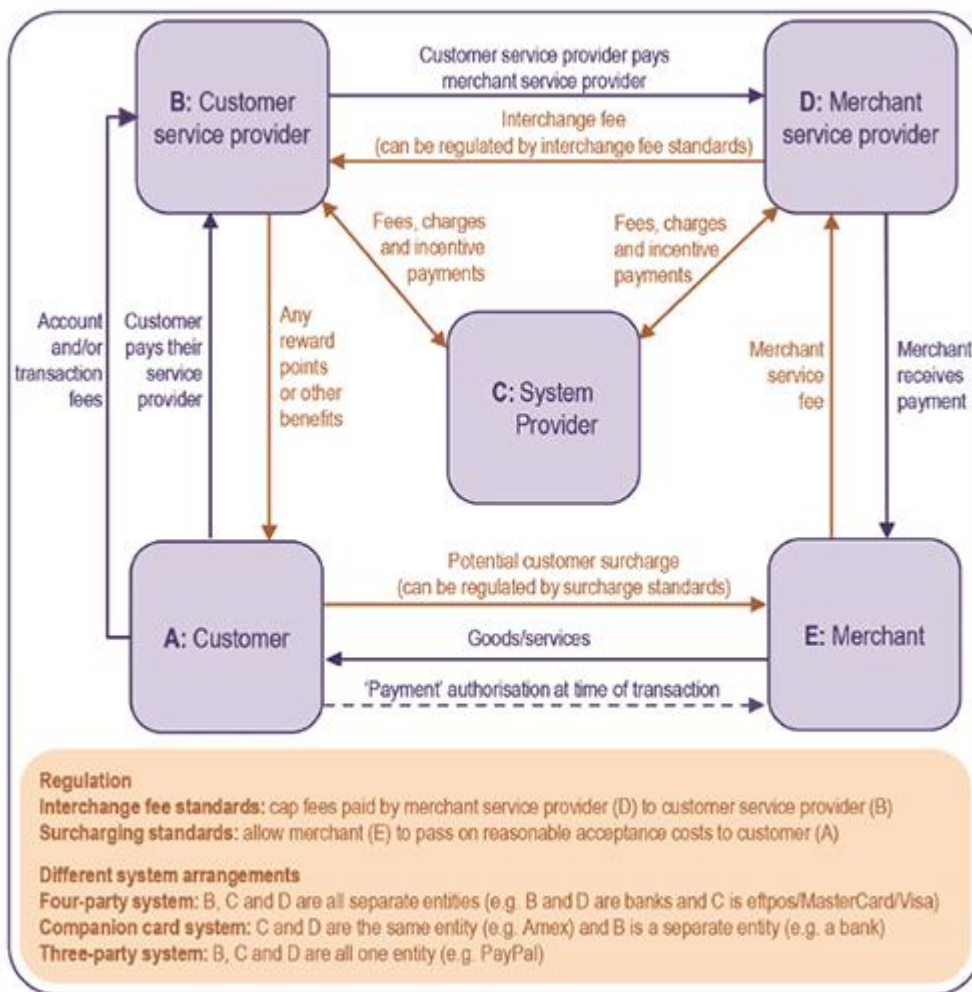 Customer service provider pays
merchant service provider
B: Customer
service provider
D: Merchant
service provider
Interchange fee
(can be regulated by interchange fee standards)
Fees, charges
and incentive
payments
Fees, charges
and incentive
payments
Account
and/or
transaction
fees
Customer
pays their
service
provider
Any
reward
points
or other
benefits
C: System
Provider
Merchant
service
fee
Merchant
receives
payment
Potential customer surcharge
(can be regulated by surcharge standards)
A: Customer
Goods/services
E: Merchant
'Payment' authorisation at time of transaction
Regulation
Interchange fee standards: cap fees paid by merchant service provider (D) to customer service provider (B)
Surcharging standards: allow merchant (E) to pass on reasonable acceptance costs to customer (A)
Different system arrangements
Four-party system: B, C and D are all separate entities (e.g. B and D are banks and C is eftpos/MasterCard/Visa)
Companion card system: C and D are the same entity (e.g. Amex) and B is a separate entity (e.g. a bank)
Three-party system: B, C and D are all one entity (e.g. PayPal)